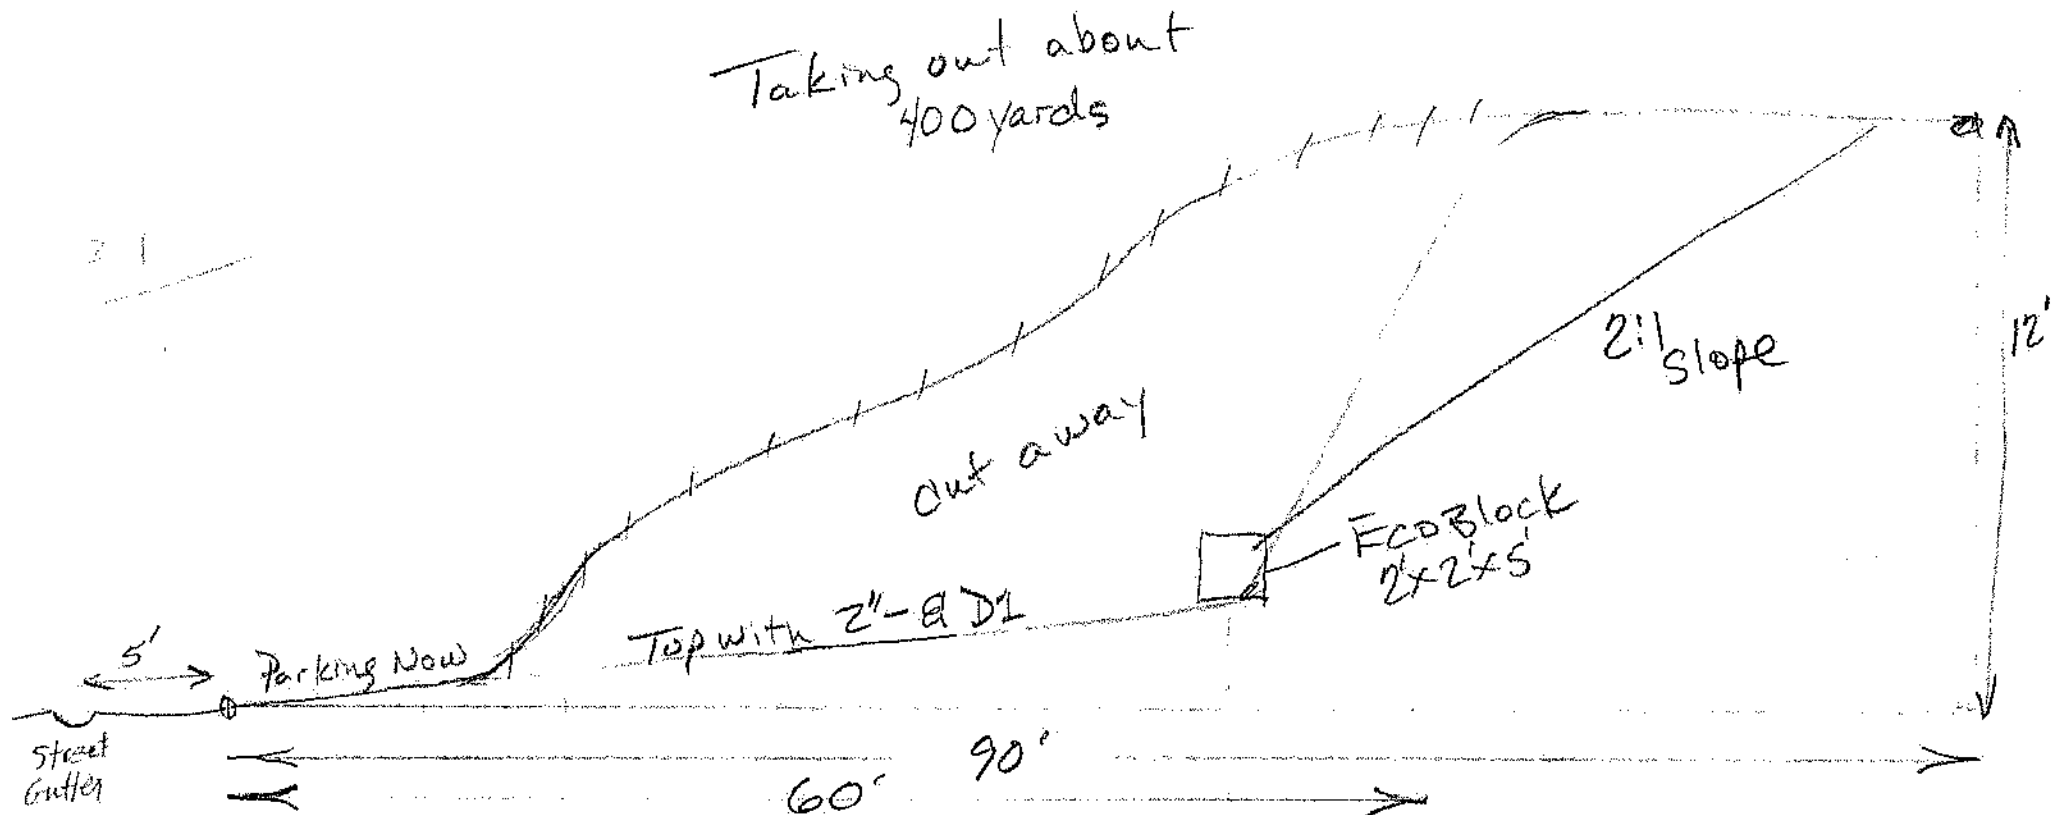 Taking out about
400 yards
2:1 slope
12'
cut away
EcoBlock
2'x2'x5'
Top with 2"- D1
5'
Parking Now
Street
Gutter
90'
60'